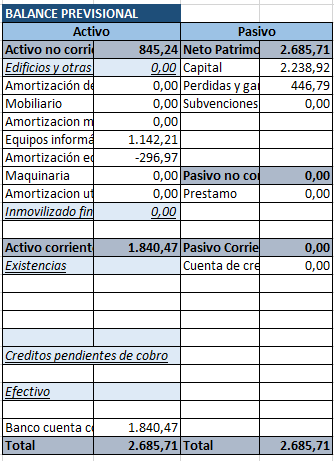 BALANCE PREVISIONAL
Activo Pasivo
Activo no corri 845,24 Neto Patrimo 2.685,71
Edificios y otras 0,00 Capital 2.238,92
Amortización de 0,00 Perdidas y gar 446,79
Mobiliario 0,00 Subvenciones 0,00
Amortizacion m 0,00
Equipos informá 1.142,21
Amortización eq -296,97
Maquinaria 0,00 Pasivo no cor 0,00
Amortizacion ut 0,00 Prestamo 0,00
Inmovilizado fin 0,00
Activo corrient 1.840,47 Pasivo Corrie 0,00
Existencias Cuenta de cre 0,00
Creditos pendientes de cobro
Efectivo
Banco cuenta co 1.840,47
Total 2.685,71 Total 2.685,71